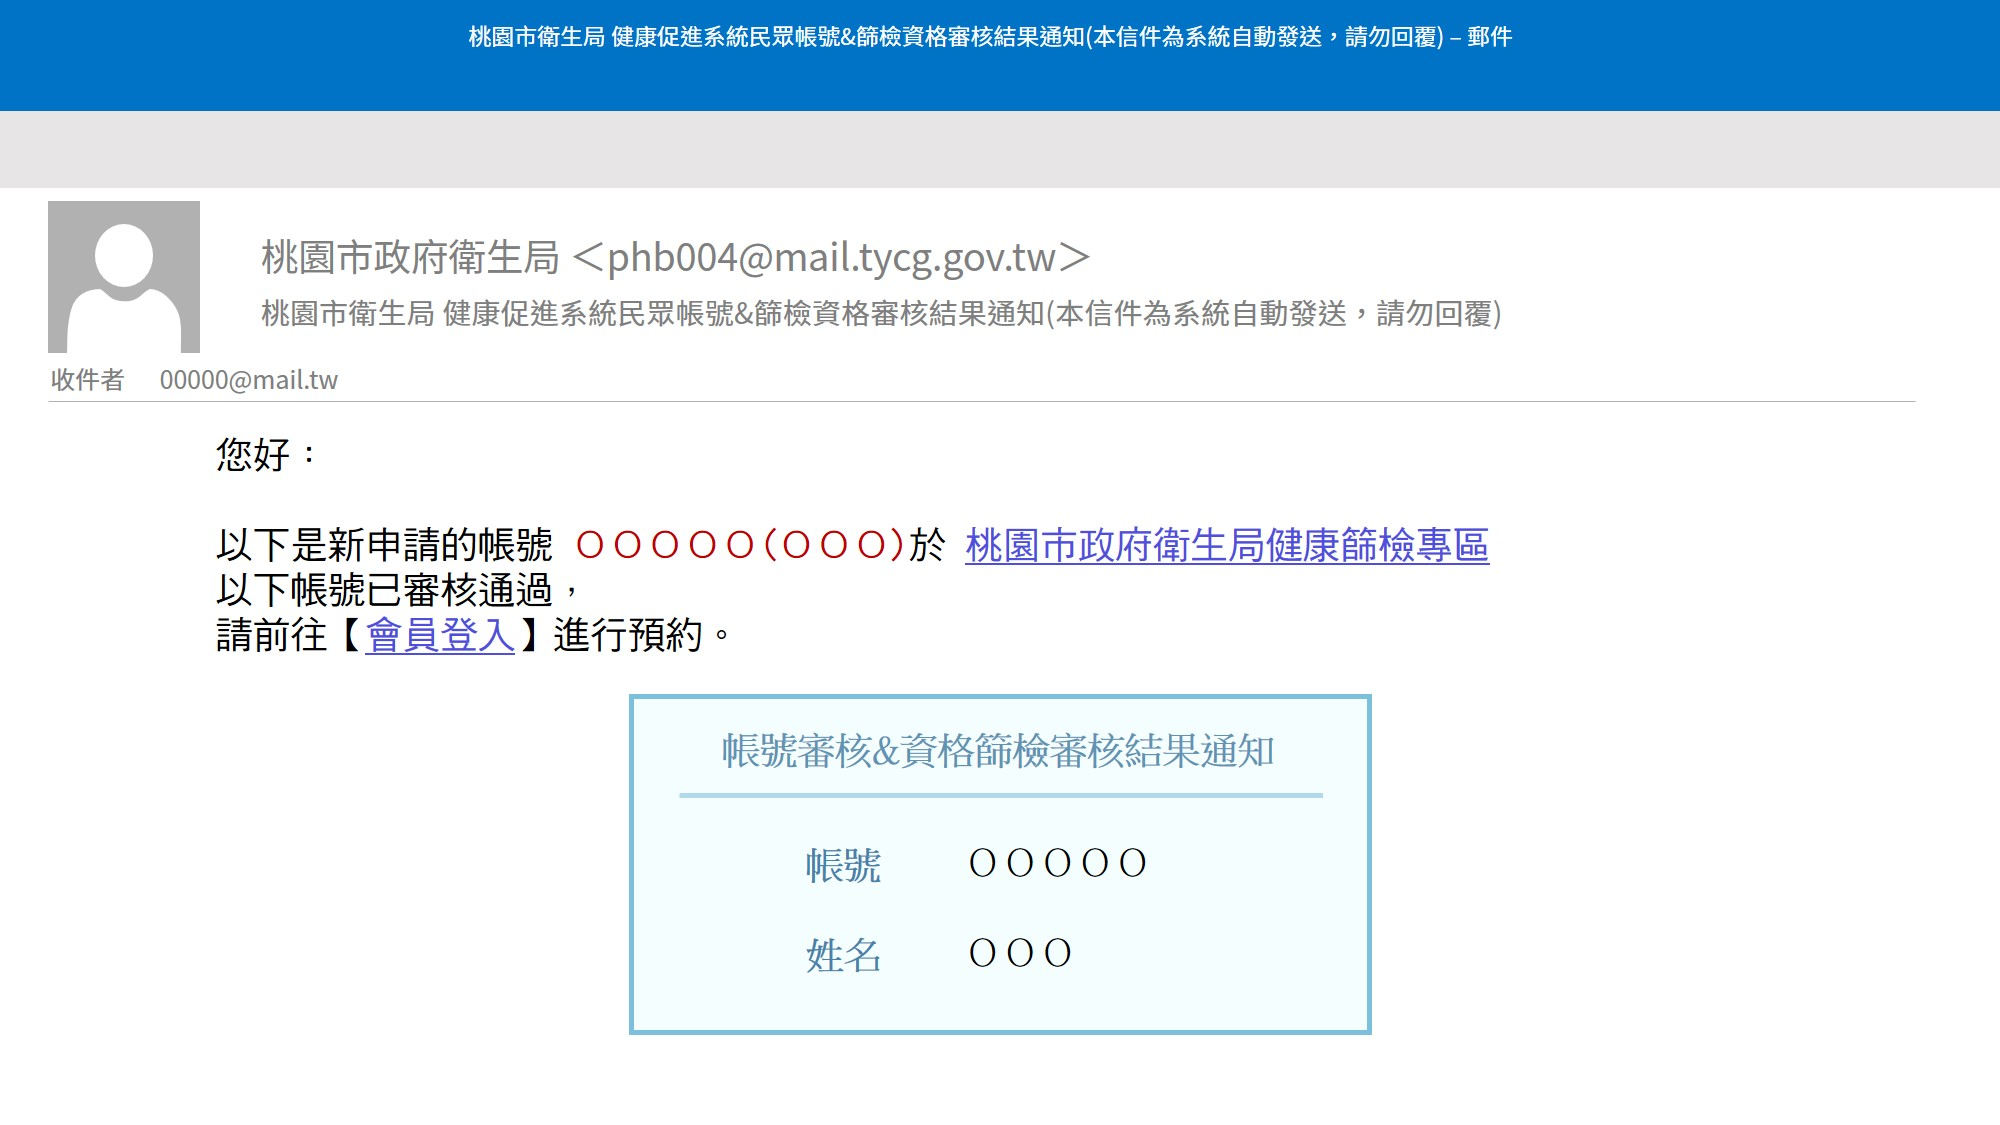 桃園市衛生局 健康促進系統民眾帳號&篩檢資格審核結果通知(本信件為系統自動發送，請勿回覆) – 郵件
桃園市政府衛生局 ＜phb004@mail.tycg.gov.tw＞
桃園市衛生局 健康促進系統民眾帳號&篩檢資格審核結果通知(本信件為系統自動發送，請勿回覆)
收件者 00000@mail.tw
您好：
以下是新申請的帳號 ＯＯＯＯＯ(ＯＯＯ)於 桃園市政府衛生局健康篩檢專區
以下帳號已審核通過，
請前往【會員登入】進行預約。
帳號審核&資格篩檢審核結果通知
帳號 ＯＯＯＯＯ
姓名 ＯＯＯ